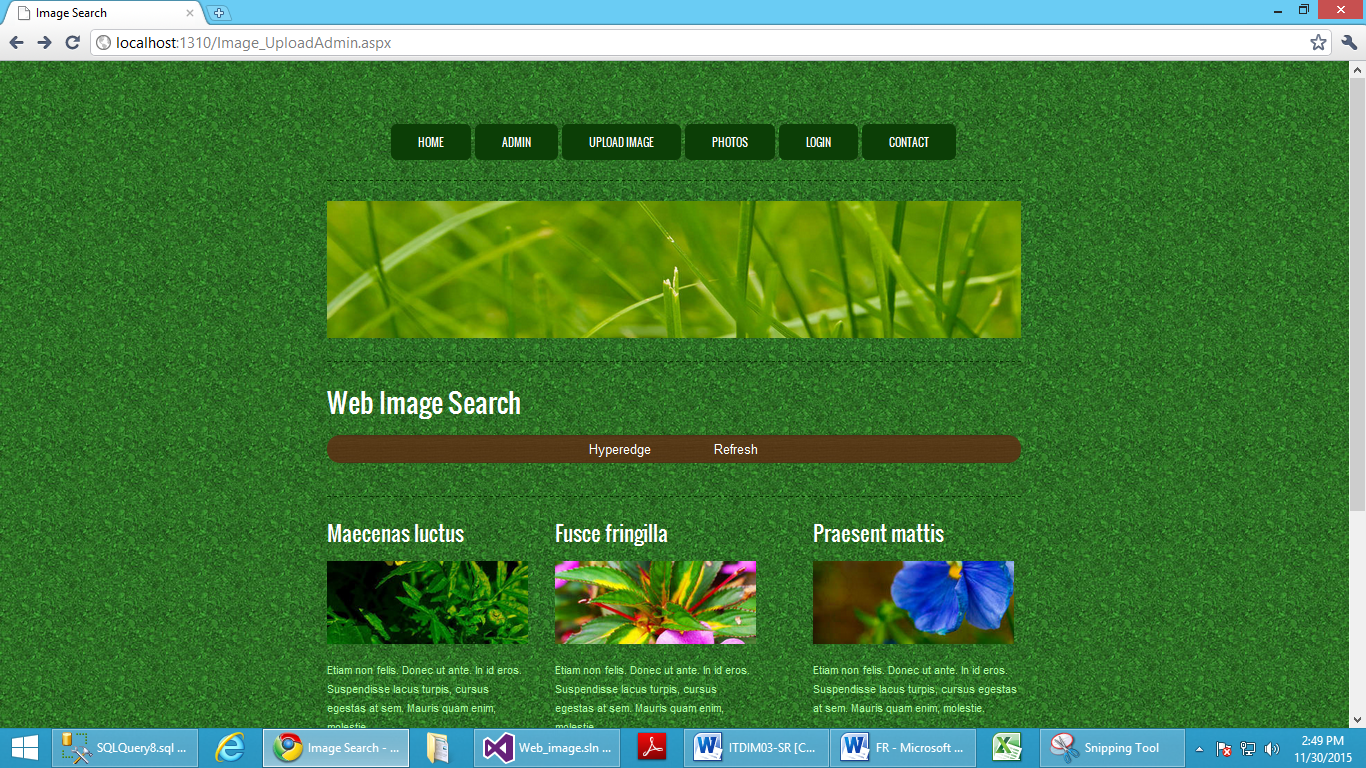 Image Search
localhost:1310/Image_UploadAdmin.aspx
HOME ADMIN UPLOAD IMAGE PHOTOS LOGIN CONTACT
Web Image Search
Hyperedge Refresh
Maecenas luctus
Etiam non felis. Donec ut ante. In id eros.
Suspendisse lacus turpis, cursus
egestas at sem. Mauris quam enim,
molestie
Fusce fringilla
Etiam non felis. Donec ut ante. In id eros.
Suspendisse lacus turpis, cursus
egestas at sem. Mauris quam enim,
molestie
Praesent mattis
Etiam non felis. Donec ut ante. In id eros.
Suspendisse lacus turpis, cursus egestas
at sem. Mauris quam enim, molestie.
SQLQuery8.sql ... Image Search - ... Web_image.sln ... ITDIM03-SR [C... FR - Microsoft ... Snipping Tool
2:49 PM
11/30/2015